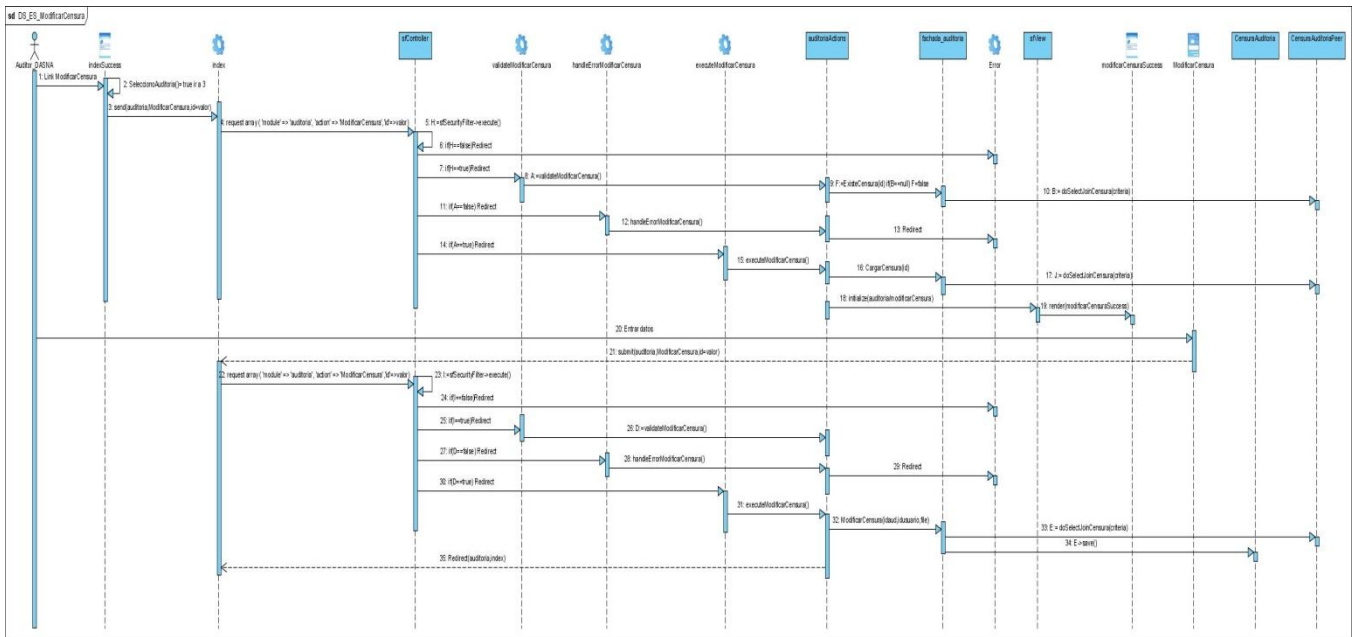 sd DS_ES_ModificarCensura
Auditor_DASNA
indexSuccess
index
sfController
validateModificarCensura
handleErrorModificarCensura
executeModificarCensura
auditoriaActions
fachada_auditoria
Error
sfView
modificarCensuraSuccess
ModificarCensura
CensuraAuditoria
CensuraAuditoriaPeer
1: Link ModificarCensura
2: SeleccionoAuditoria()= true ir a 3
3: send(auditoria,ModificarCensura,id=valor)
4: request array ( 'module' => 'auditoria', 'action' => 'ModificarCensura', 'id'=>valor)
5: H:=sfSecurityFilter->execute()
6: if(H==false)Redirect
7: if(H==true)Redirect
8: A:=validateModificarCensura()
9: F:=ExisteCensura(id) if(B==null) F=false
10: B:= doSelectJoinCensura(criteria)
11: if(A==false) Redirect
12: handleErrorModificarCensura()
13: Redirect
14: if(A==true) Redirect
15: executeModificarCensura()
16: CargarCensura(id)
17: J:= doSelectJoinCensura(criteria)
18: initialize(auditoria/modificarCensura)
19: render(modificarCensuraSuccess)
20: Entrar datos
21: submit(auditoria,ModificarCensura,id=valor)
22: request array ( 'module' => 'auditoria', 'action' => 'ModificarCensura', 'id'=>valor)
23: I:=sfSecurityFilter->execute()
24: if(I==false)Redirect
25: if(I==true)Redirect
26: D:=validateModificarCensura()
27: if(D==false) Redirect
28: handleErrorModificarCensura()
29: Redirect
30: if(D==true) Redirect
31: executeModificarCensura()
32: ModificarCensura(idaud,idusuario,file)
33: E:= doSelectJoinCensura(criteria)
34: E->save()
35: Redirect(auditoria,index)